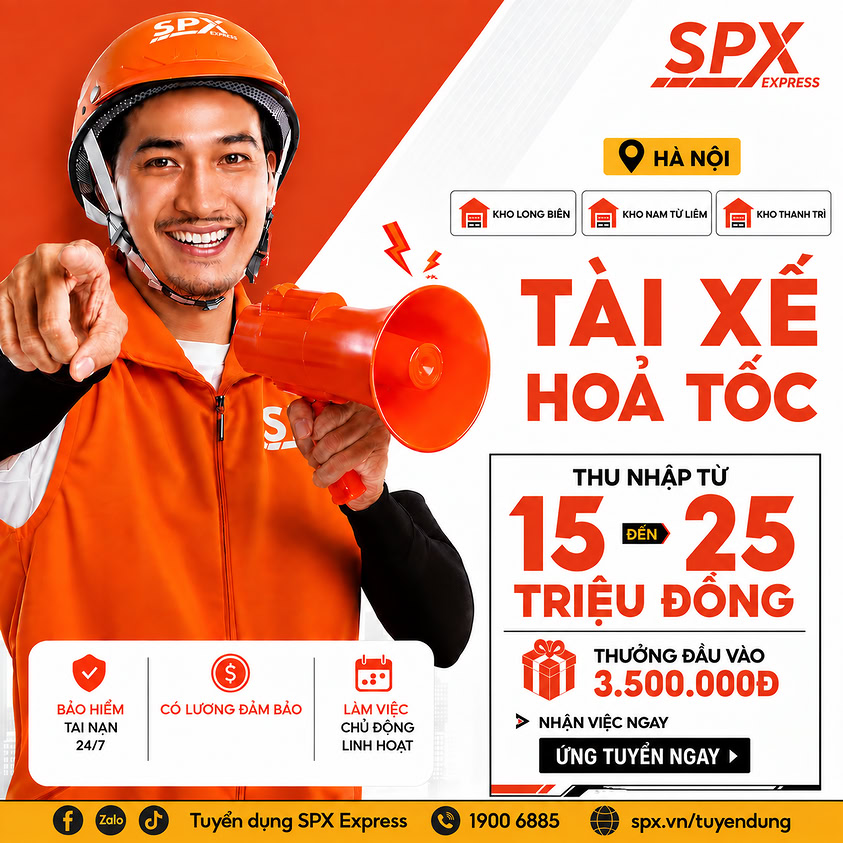 SPX
EXPRESS
SPX
EXPRESS
HÀ NỘI
KHO LONG BIÊN
KHO NAM TỪ LIÊM
KHO THANH TRÌ
TÀI XẾ
HOẢ TỐC
THU NHẬP TỪ
15 ĐẾN 25
TRIỆU ĐỒNG
THƯỞNG ĐẦU VÀO
3.500.000Đ
NHẬN VIỆC NGAY
ỨNG TUYỂN NGAY
BẢO HIỂM
TAI NẠN
24/7
CÓ LƯƠNG ĐẢM BẢO
LÀM VIỆC
CHỦ ĐỘNG
LINH HOẠT
Zalo Tuyển dụng SPX Express 1900 6885 spx.vn/tuyendung